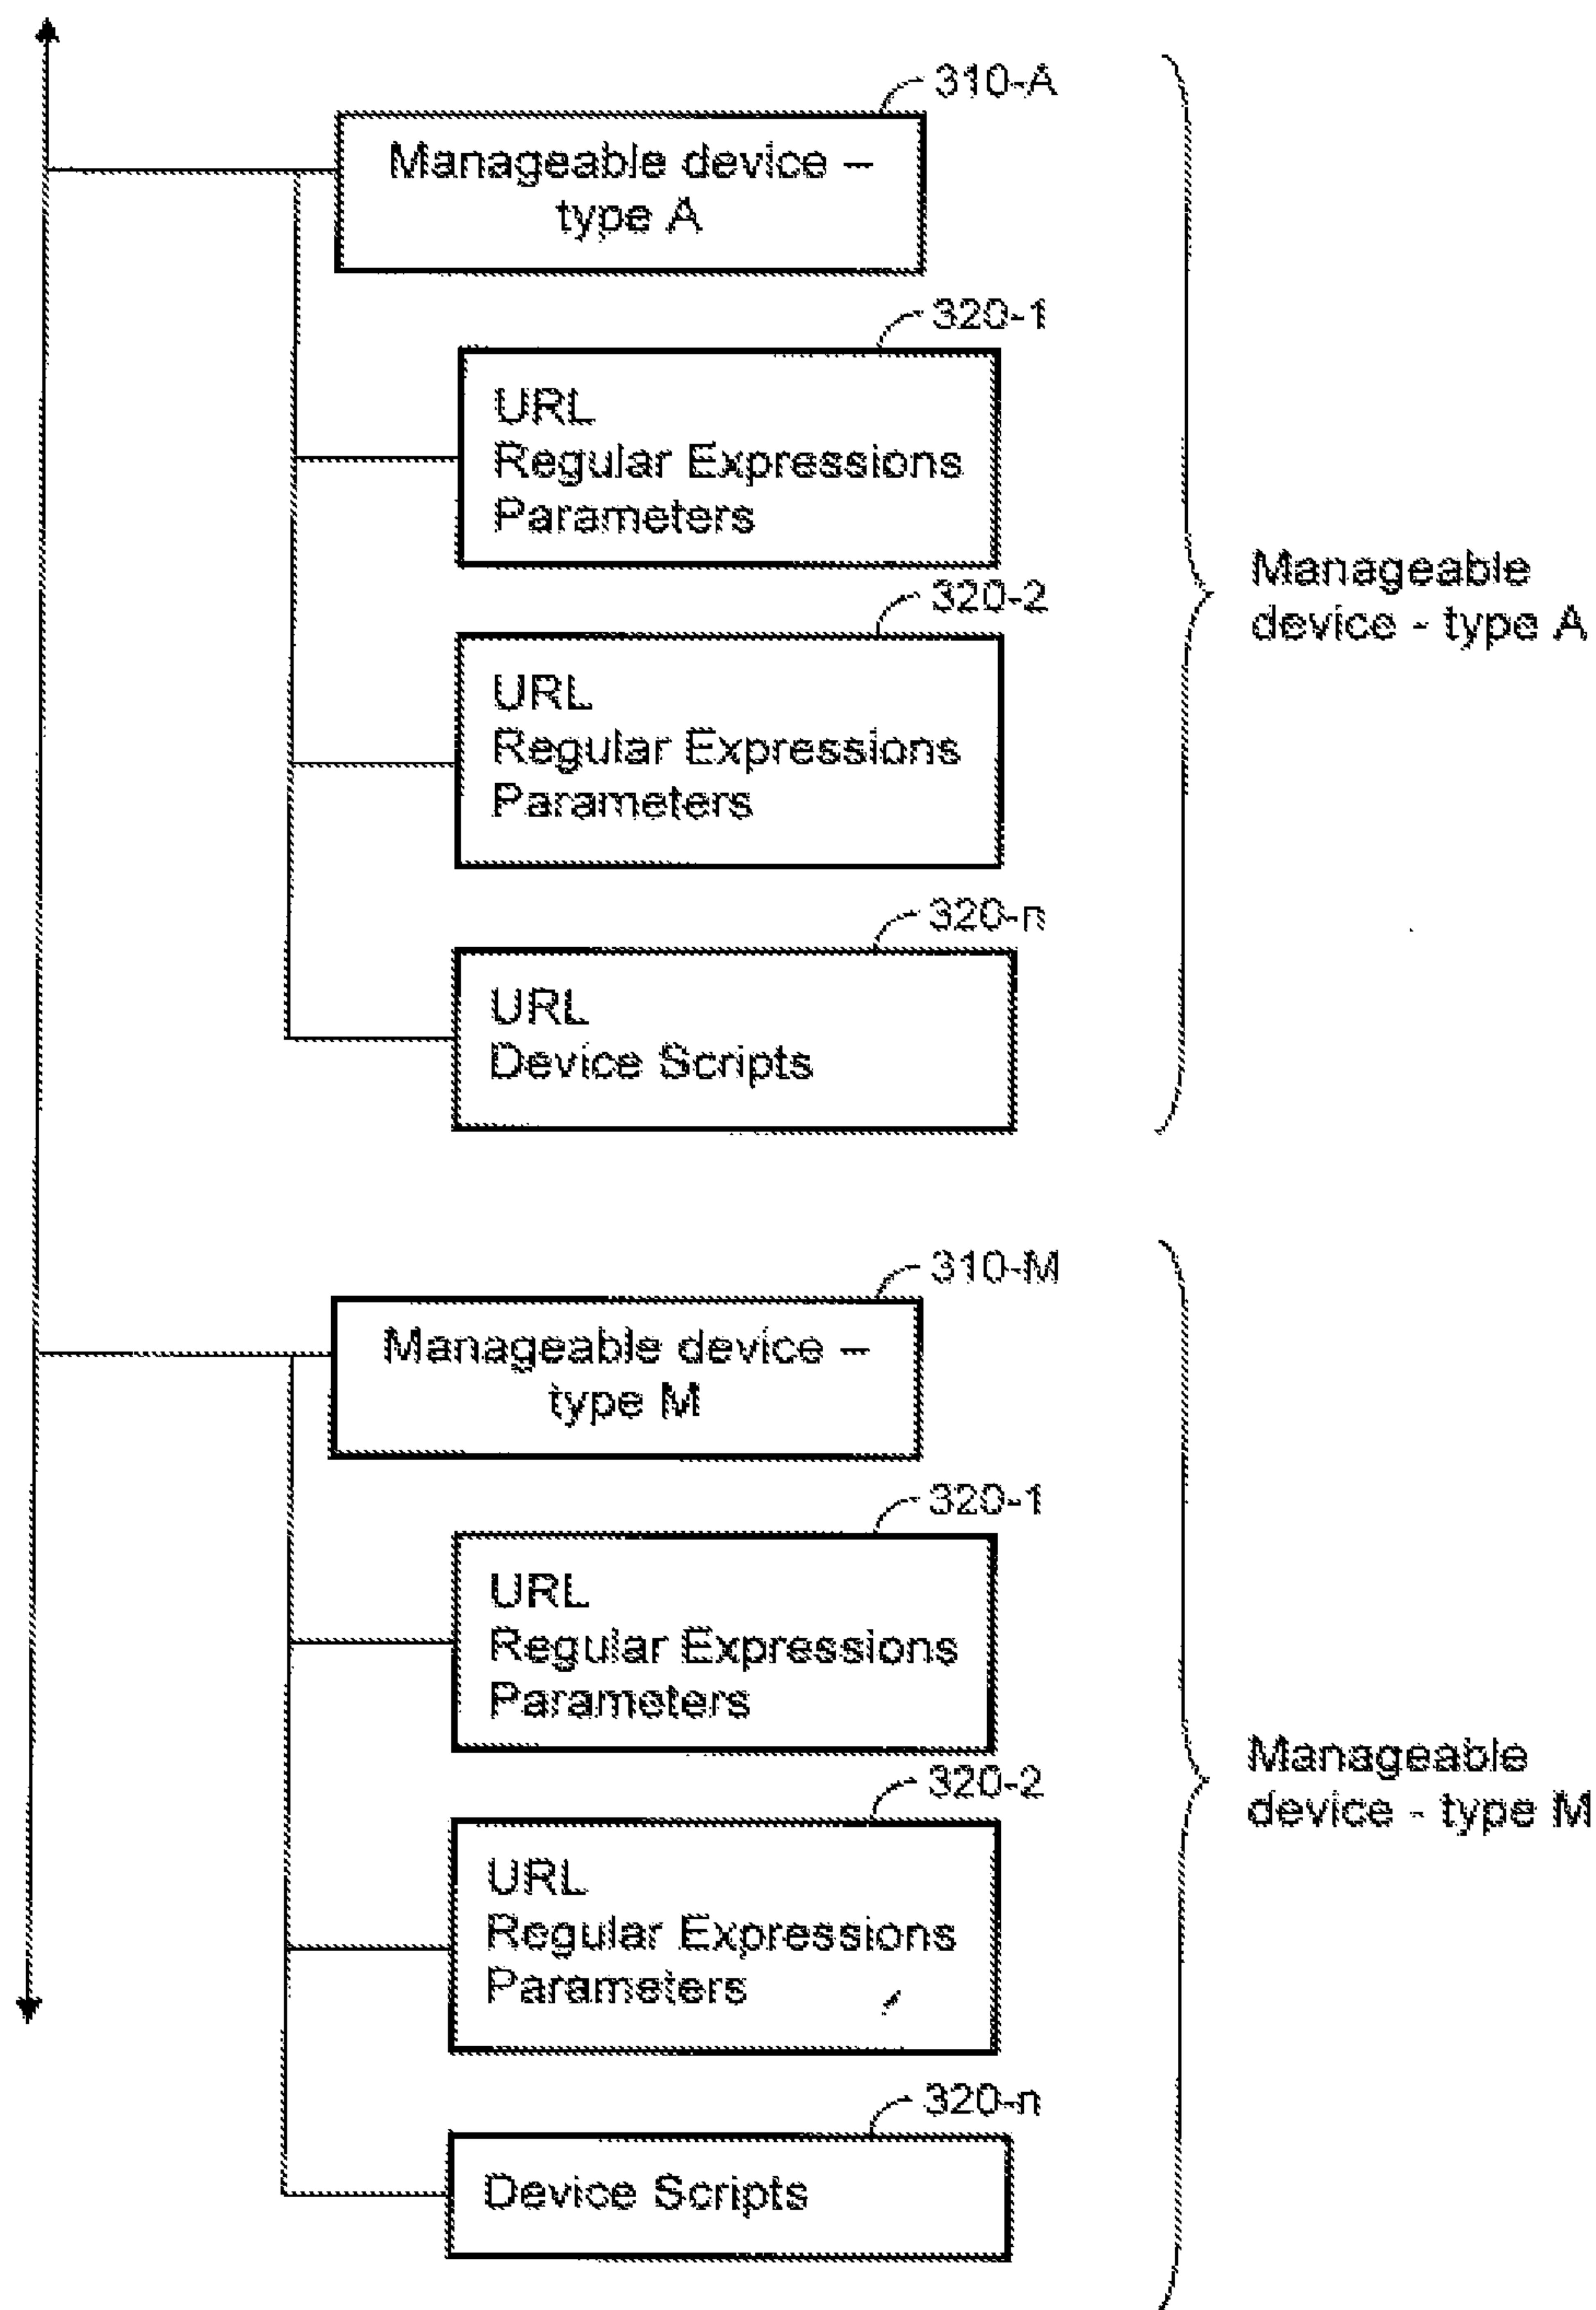 310-A
Manageable device –
type A
320-1
URL
Regular Expressions
Parameters
320-2
URL
Regular Expressions
Parameters
Manageable
device - type A
320-n
URL
Device Scripts
310-M
Manageable device –
type M
320-1
URL
Regular Expressions
Parameters
320-2
URL
Regular Expressions
Parameters
Manageable
device - type M
320-n
Device Scripts